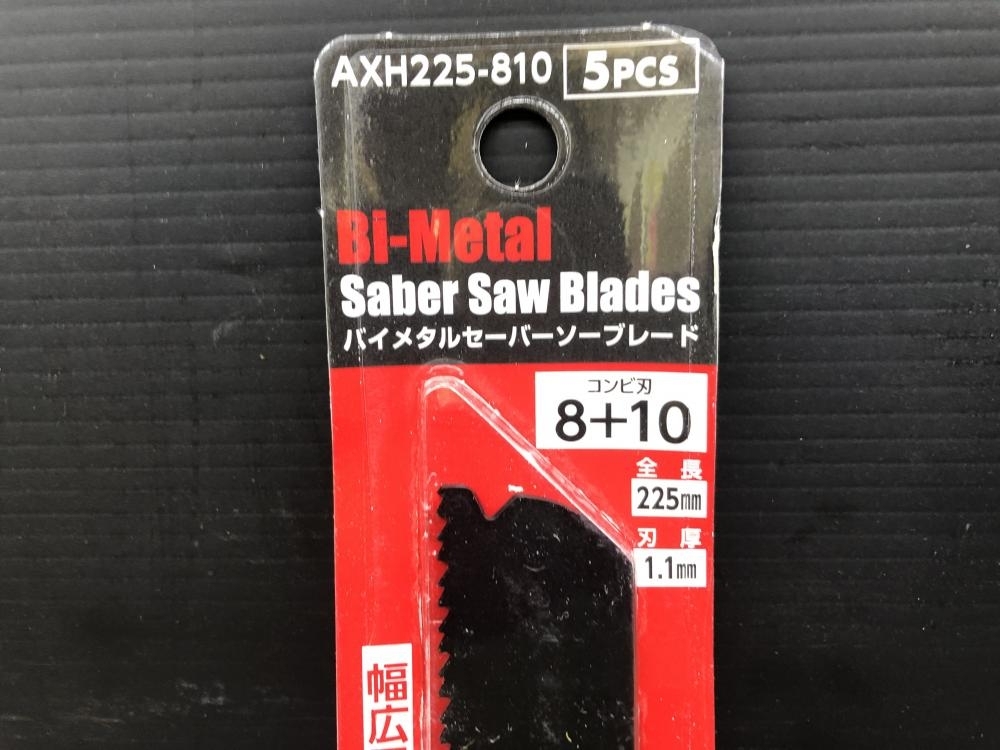 AXH225-810 5PCS
Bi-Metal
Saber Saw Blades
バイメタルセーバーソーブレード
コンビ刃
8+10
全長
225mm
刃厚
1.1mm
幅広